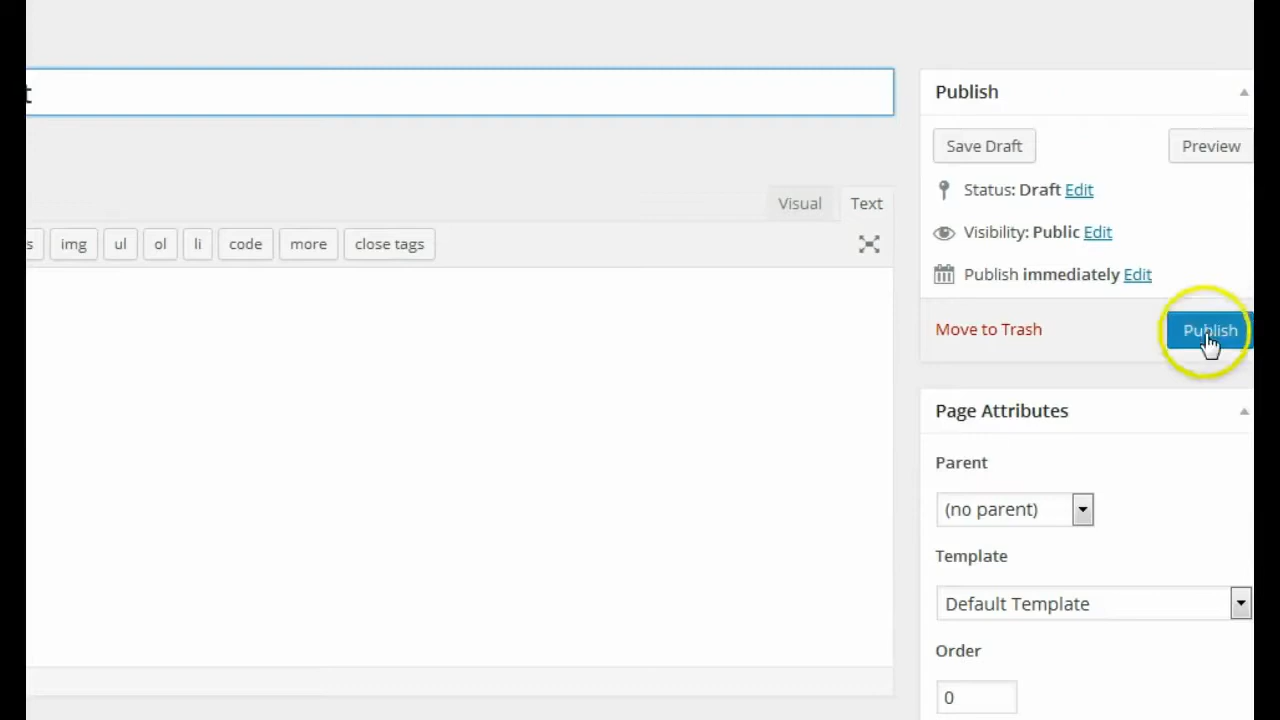 t
Publish
Save Draft
Preview
Status: Draft Edit
Visibility: Public Edit
Publish immediately Edit
Move to Trash
Publish
Visual
Text
s
img
ul
ol
li
code
more
close tags
Page Attributes
Parent
(no parent)
Template
Default Template
Order
0